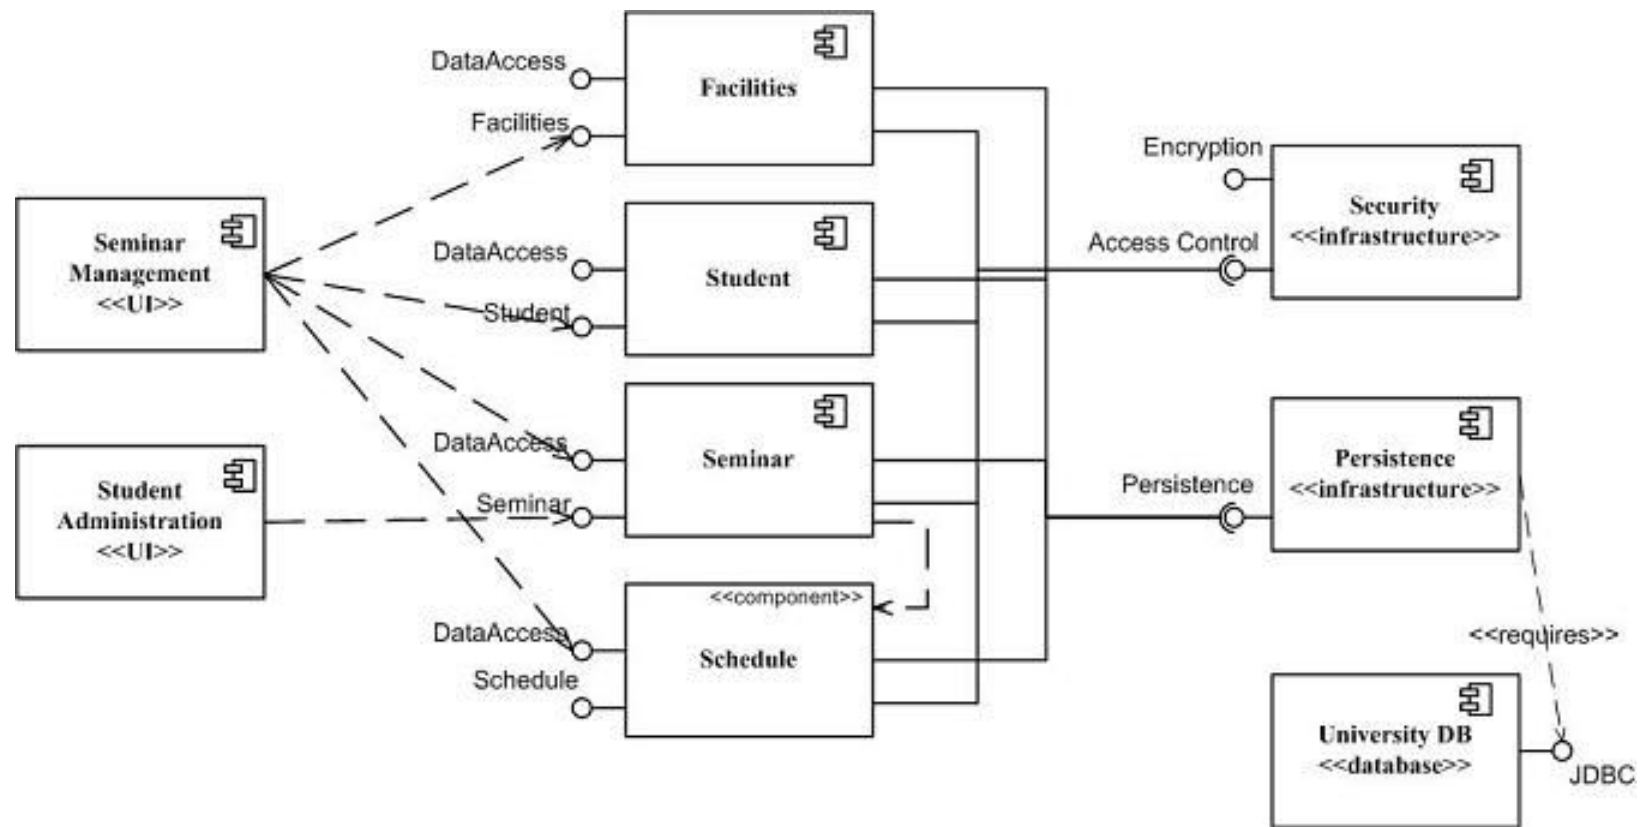 DataAccess
Facilities
Facilities
Encryption
Security
<<infrastructure>>
Access Control
Seminar
Management
<<UI>>
DataAccess
Student
Student
DataAccess
Seminar
Seminar
Student
Administration
<<UI>>
Persistence
Persistence
<<infrastructure>>
<<component>>
DataAccess
Schedule
Schedule
<<requires>>
University DB
<<database>>
JDBC